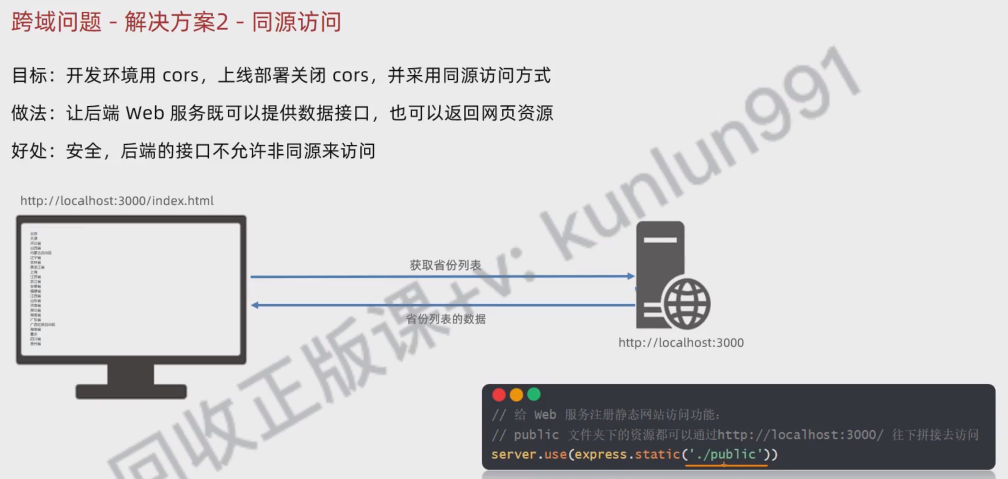 跨域问题 - 解决方案2 - 同源访问
目标：开发环境用 cors，上线部署关闭 cors，并采用同源访问方式
做法：让后端 Web 服务既可以提供数据接口，也可以返回网页资源
好处：安全，后端的接口不允许非同源来访问
http://localhost:3000/index.html
获取省份列表
省份列表的数据
http://localhost:3000
// 给 Web 服务注册静态网站访问功能：
// public 文件夹下的资源都可以通过http://localhost:3000/ 往下拼接去访问
server.use(express.static('./public'))
回收正版课+v: kunlun991